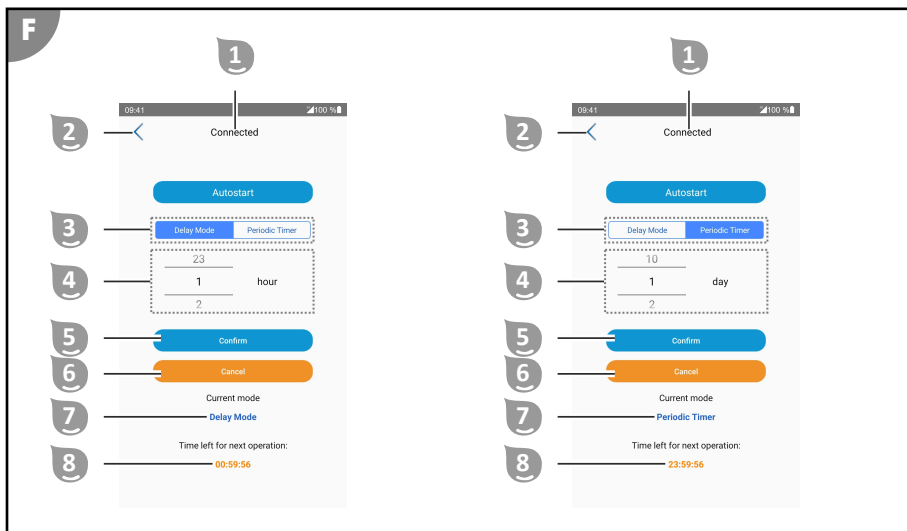 F
1
09:41 100 %
2 Connected
Autostart
3 Delay Mode Periodic Timer
23
4 1 hour
2
5 Confirm
6 Cancel
Current mode
7 Delay Mode
Time left for next operation:
8 00:59:56
1
09:41 100 %
2 Connected
Autostart
3 Delay Mode Periodic Timer
10
4 1 day
2
5 Confirm
6 Cancel
Current mode
7 Periodic Timer
Time left for next operation:
8 23:59:56